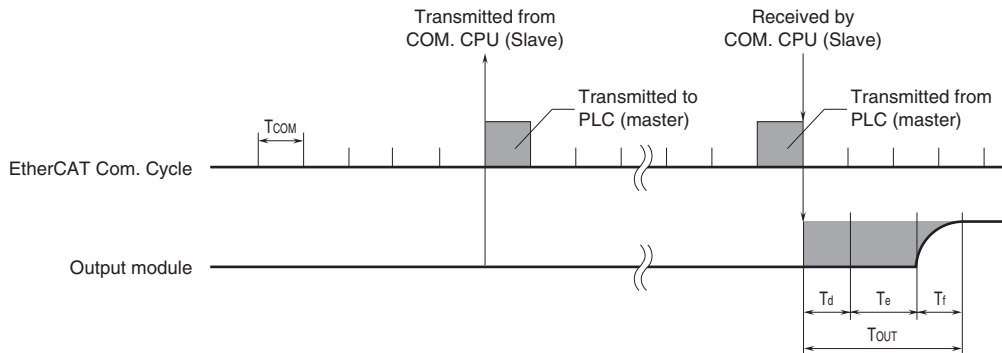 Transmitted from
COM. CPU (Slave)
Received by
COM. CPU (Slave)
Transmitted to
PLC (master)
Transmitted from
PLC (master)
TCOM
EtherCAT Com. Cycle
Output module
Td
Te
Tf
TOUT